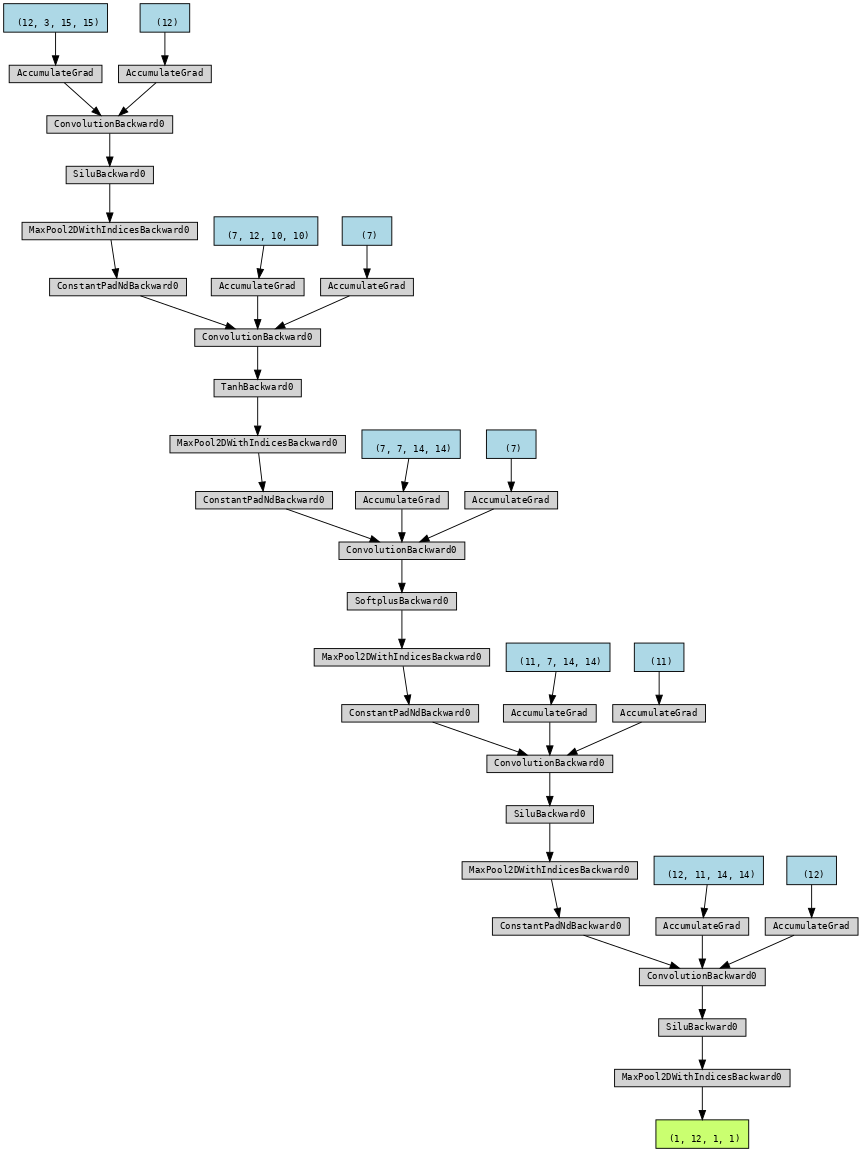 (12, 3, 15, 15)
(12)
AccumulateGrad
AccumulateGrad
ConvolutionBackward0
SiluBackward0
MaxPool2DWithIndicesBackward0
(7, 12, 10, 10)
(7)
ConstantPadNdBackward0
AccumulateGrad
AccumulateGrad
ConvolutionBackward0
TanhBackward0
MaxPool2DWithIndicesBackward0
(7, 7, 14, 14)
(7)
ConstantPadNdBackward0
AccumulateGrad
AccumulateGrad
ConvolutionBackward0
SoftplusBackward0
MaxPool2DWithIndicesBackward0
(11, 7, 14, 14)
(11)
ConstantPadNdBackward0
AccumulateGrad
AccumulateGrad
ConvolutionBackward0
SiluBackward0
MaxPool2DWithIndicesBackward0
(12, 11, 14, 14)
(12)
ConstantPadNdBackward0
AccumulateGrad
AccumulateGrad
ConvolutionBackward0
SiluBackward0
MaxPool2DWithIndicesBackward0
(1, 12, 1, 1)